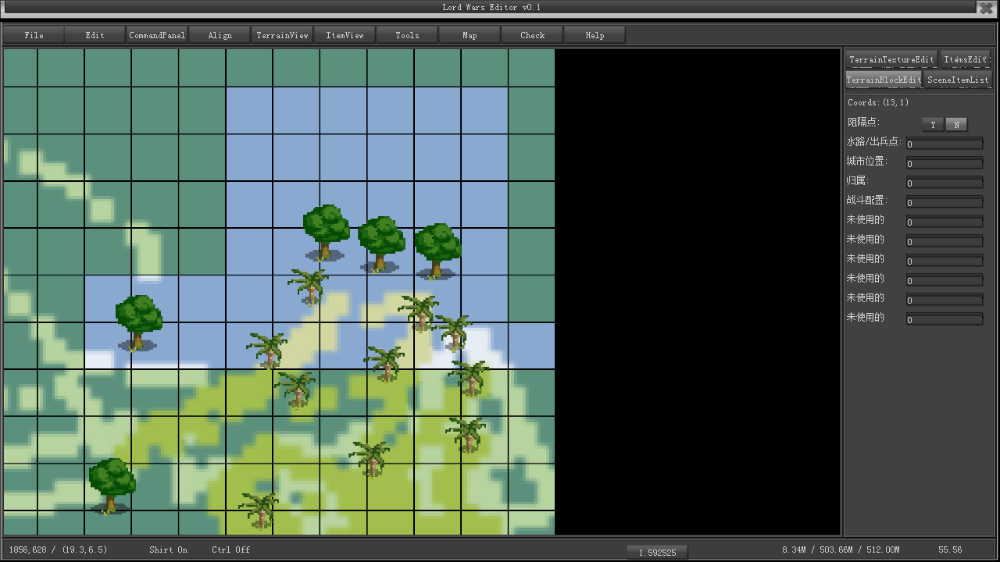 Lord Wars Editor v0.1
File Edit CommandPanel Align TerrainView ItemView Tools Map Check Help
TerrainTextureEdit ItemsEdit
TerrainBlockEdit SceneItemList
Coords:(13,1)
阻隔点: Y N
水路/出兵点: 0
城市位置: 0
归属: 0
战斗配置: 0
未使用的 0
未使用的 0
未使用的 0
未使用的 0
未使用的 0
未使用的 0
1856,628 / (19.3,6.5) Shirt On Ctrl Off 1.592525 8.34M / 503.66M / 512.00M 55.56